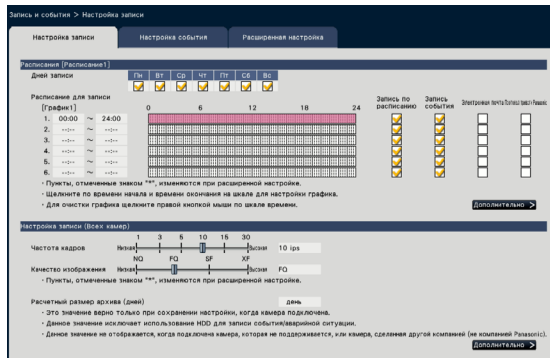 Запись и события > Настройка записи
Настройка записи Настройка события Расширенная настройка
Расписания [Расписание1]
Дней записи Пн Вт Ср Чт Пт Сб Вс
Расписание для записи
Запись по расписанию Запись события Электронная почта
[График1] 0 6 12 18 24
1. 00:00 ~ 24:00
2. --:-- ~ --:--
3. --:-- ~ --:--
4. --:-- ~ --:--
5. --:-- ~ --:--
6. --:-- ~ --:--
· Пункты, отмеченные знаком "*", изменяются при расширенной настройке.
· Щелкните по времени начала и времени окончания на шкале для настройки графика.
· Для очистки графика щелкните правой кнопкой мыши по шкале времени.
Дополнительно >
Настройка записи (Всех камер)
1 3 5 10 15 30
Частота кадров Низкая Высокая 10 ips
NQ FQ SF XF
Качество изображения Низкая Высокая FQ
· Пункты, отмеченные знаком "*", изменяются при расширенной настройке.
Расчетный размер архива (дней) день
· Это значение верно только при сохранении настройки, когда камера подключена.
· Данное значение исключает использование HDD для записи события/аварийной ситуации.
· Данное значение не отображается, когда подключена камера, которая не поддерживается, или камера, сделанная другой компанией (не компанией Panasonic).
Дополнительно >